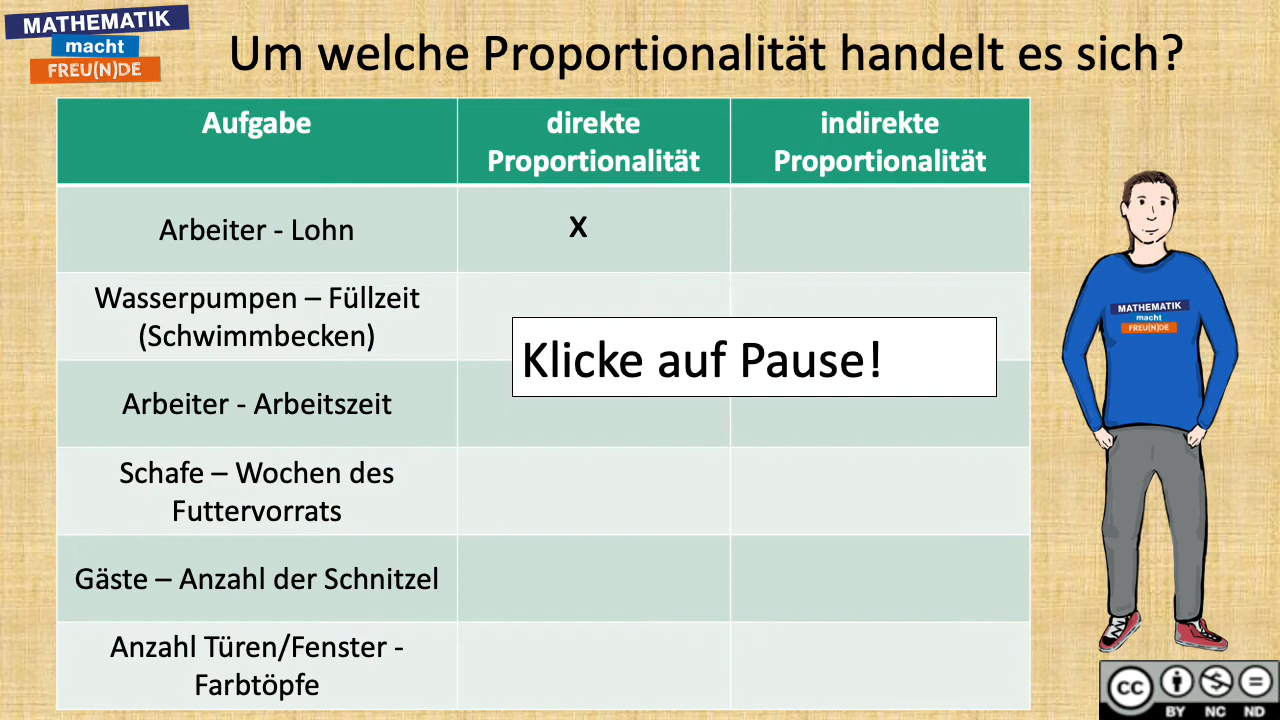 MATHEMATIK
macht
FREU(N)DE
Um welche Proportionalität handelt es sich?
Aufgabe
direkte
Proportionalität
indirekte
Proportionalität
Arbeiter - Lohn
X
Wasserpumpen – Füllzeit
(Schwimmbecken)
Klicke auf Pause!
Arbeiter - Arbeitszeit
Schafe – Wochen des
Futtervorrats
Gäste – Anzahl der Schnitzel
Anzahl Türen/Fenster -
Farbtöpfe
MATHEMATIK
macht
FREU(N)DE
CC
BY NC ND